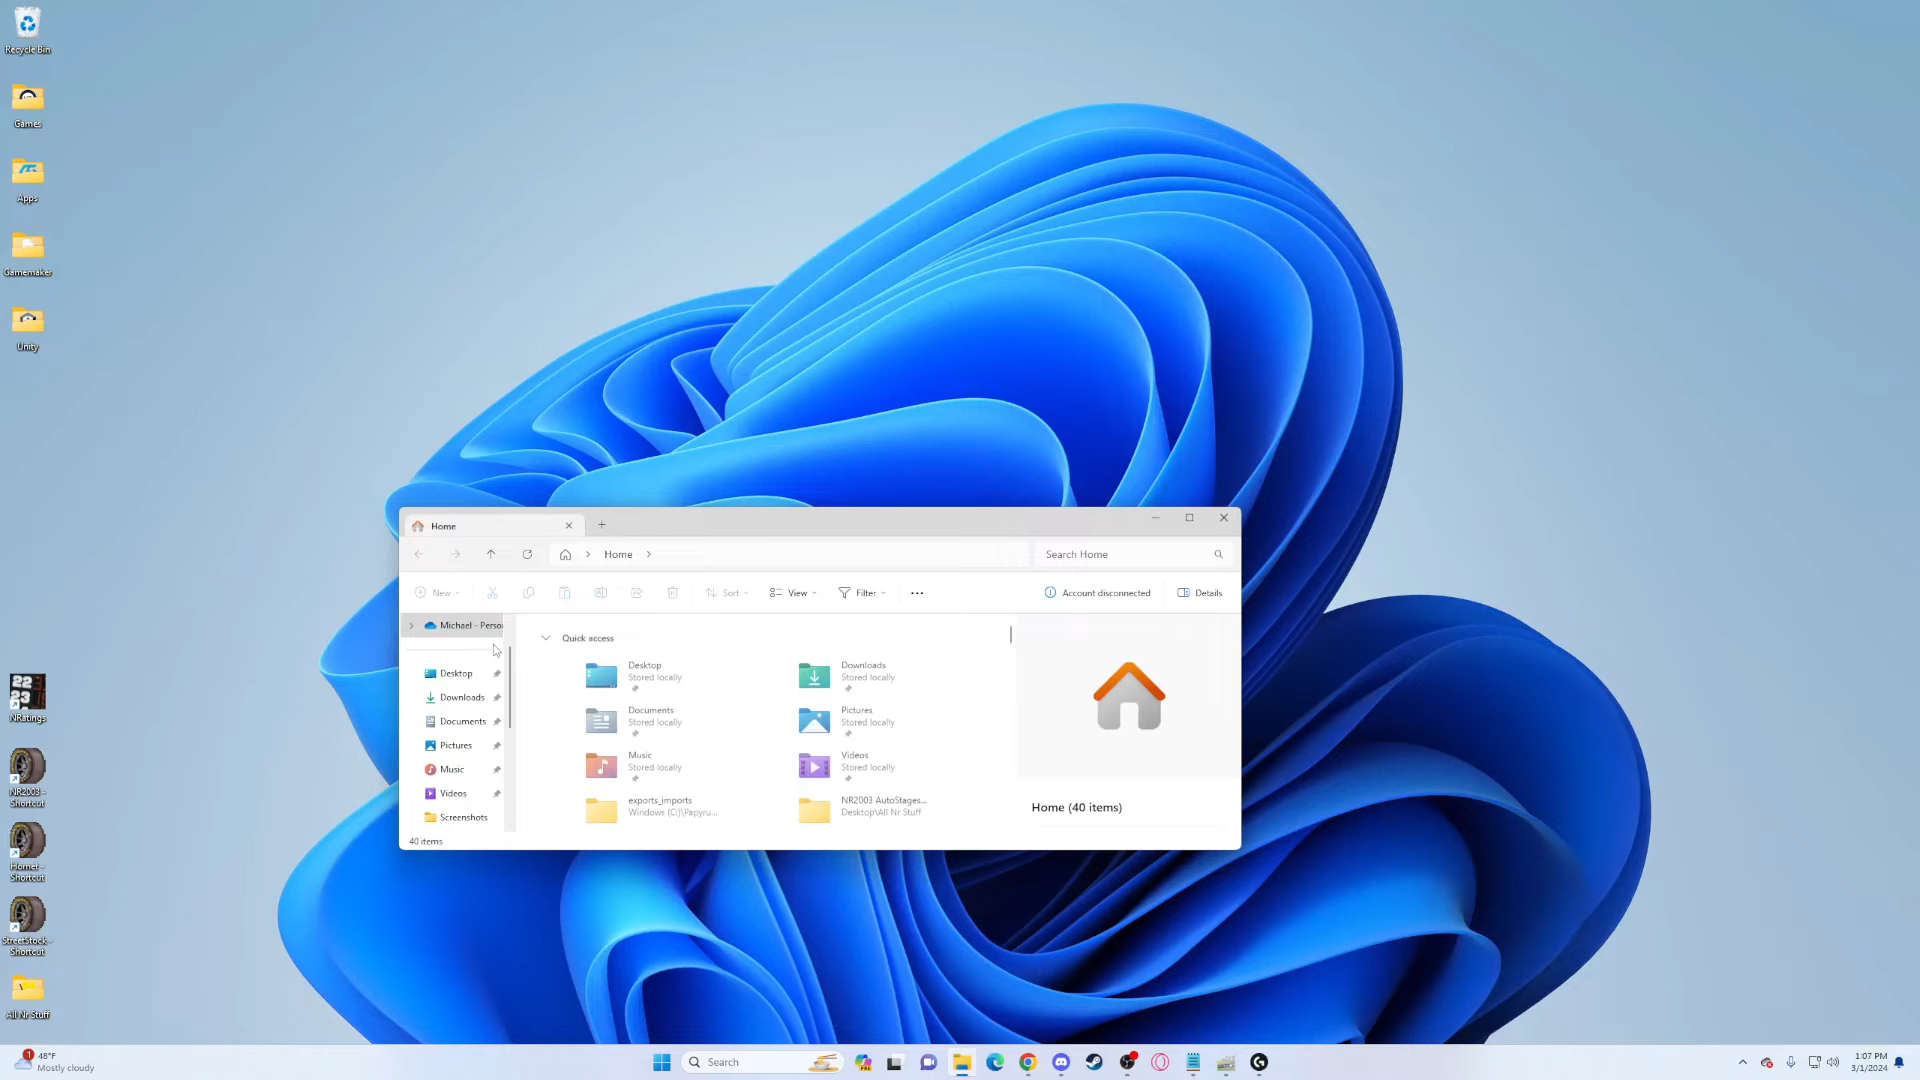 Recycle Bin
Games
Apps
Gamemaker
Unity
NRatings
NR2003 -
Shortcut
Hornet -
Shortcut
StreetStock -
Shortcut
All Nr Stuff
Home
Home
Search Home
New
Sort
View
Filter
Account disconnected
Details
Michael - Perso
Desktop
Downloads
Documents
Pictures
Music
Videos
Screenshots
Quick access
Desktop
Stored locally
Downloads
Stored locally
Documents
Stored locally
Pictures
Stored locally
Music
Stored locally
Videos
Stored locally
exports_imports
Windows (C:)\Papyru...
NR2003 AutoStages...
Desktop\All Nr Stuff
Home (40 items)
40 items
1
48°F
Mostly cloudy
Search
1:07 PM
3/1/2024